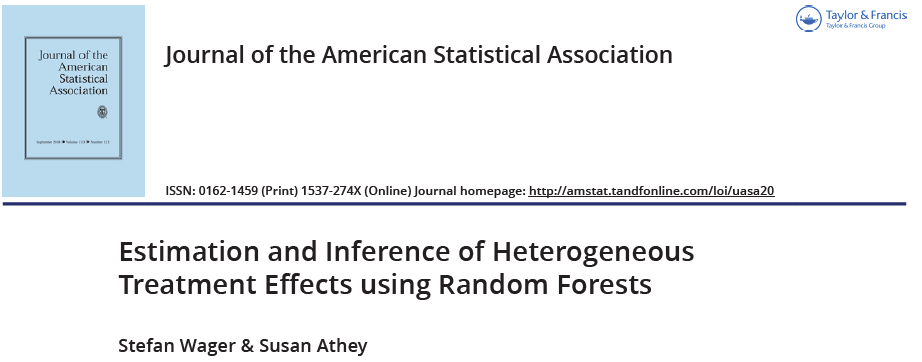 Taylor & Francis
Taylor & Francis Group
Journal of the
American
Statistical
Association
Journal of the American Statistical Association
ISSN: 0162-1459 (Print) 1537-274X (Online) Journal homepage: http://amstat.tandfonline.com/loi/uasa20
Estimation and Inference of Heterogeneous
Treatment Effects using Random Forests
Stefan Wager & Susan Athey